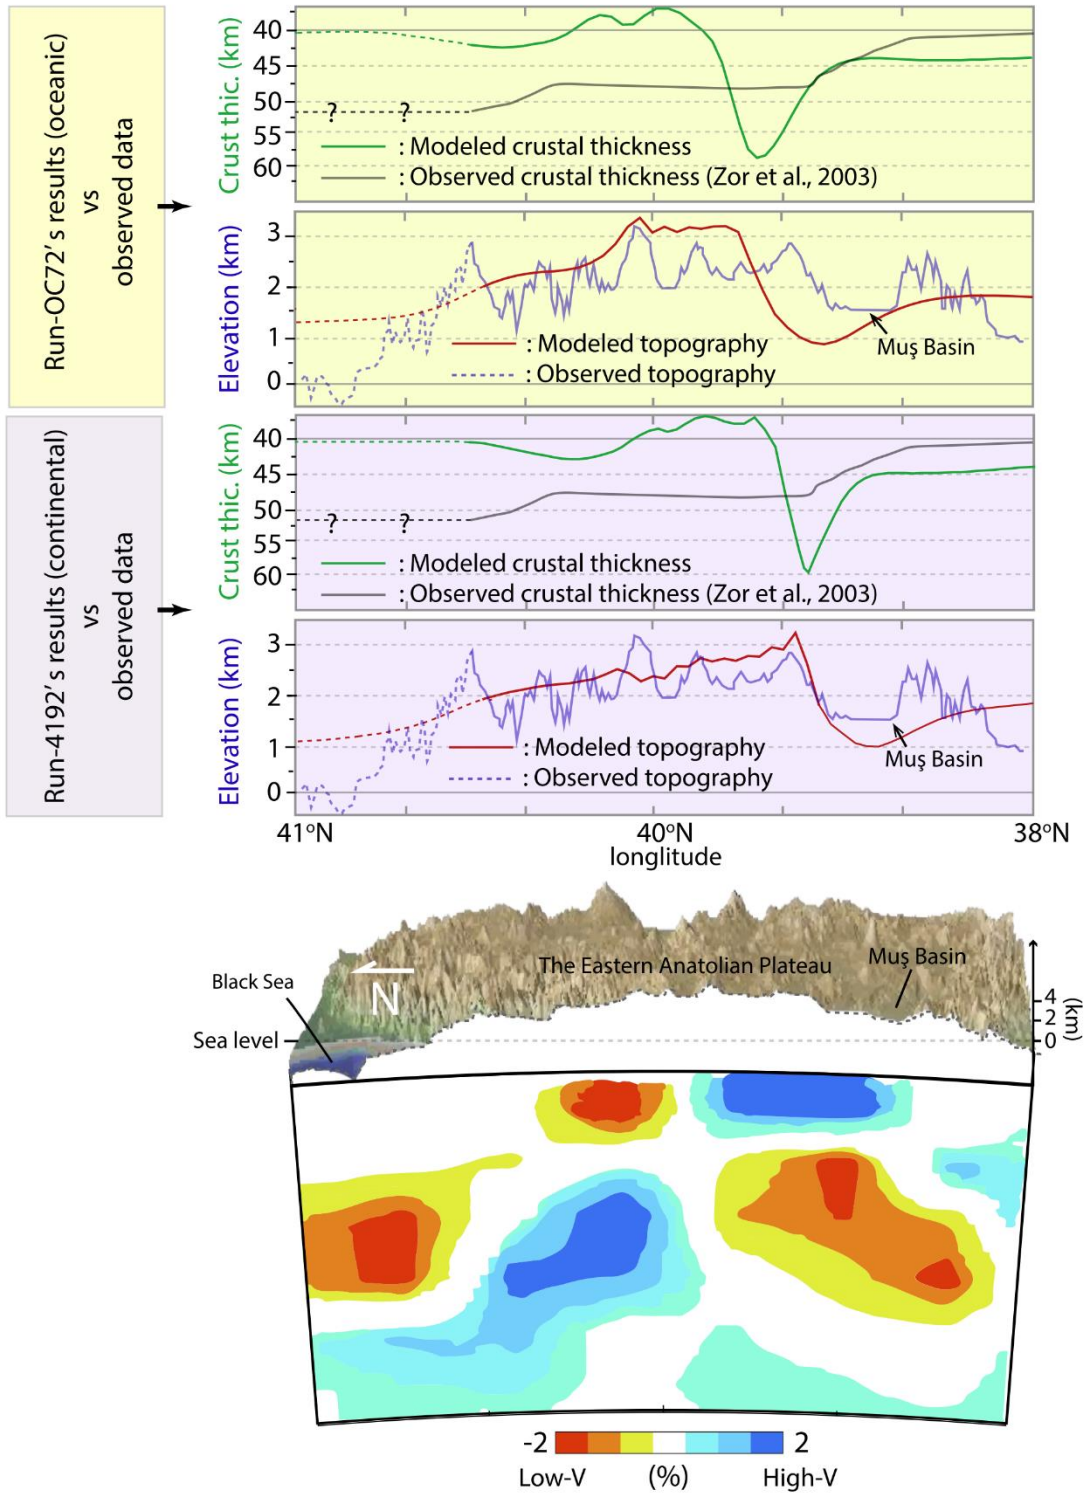 Run-OC72' s results (oceanic)
vs
observed data
Crust thic. (km)
40
45
50
55
60
? ?
: Modeled crustal thickness
: Observed crustal thickness (Zor et al., 2003)
Elevation (km)
3
2
1
0
: Modeled topography
: Observed topography
Muş Basin
Run-4192' s results (continental)
vs
observed data
Crust thic. (km)
40
45
50
55
60
? ?
: Modeled crustal thickness
: Observed crustal thickness (Zor et al., 2003)
Elevation (km)
3
2
1
0
: Modeled topography
: Observed topography
Muş Basin
41°N 40°N 38°N
longlitude
The Eastern Anatolian Plateau
Muş Basin
Black Sea
N
Sea level
4
2
0
(km)
-2 2
Low-V (%) High-V